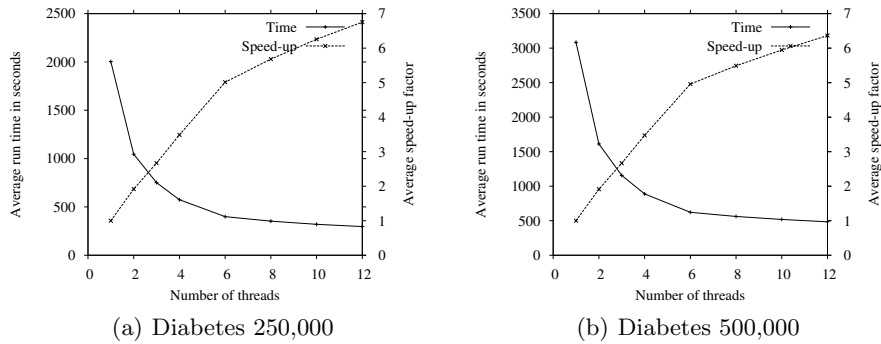 2500
2000
1500
1000
500
0
Average run time in seconds
0 2 4 6 8 10 12
Number of threads
7
6
5
4
3
2
1
0
Average speed-up factor
Time
Speed-up
(a) Diabetes 250,000
3500
3000
2500
2000
1500
1000
500
0
Average run time in seconds
0 2 4 6 8 10 12
Number of threads
7
6
5
4
3
2
1
0
Average speed-up factor
Time
Speed-up
(b) Diabetes 500,000